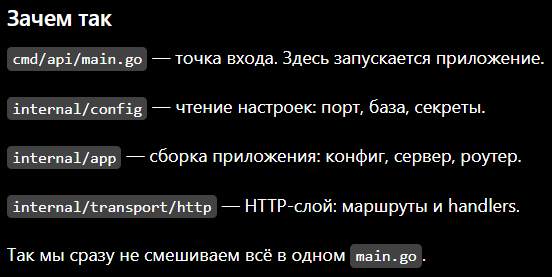 Зачем так
cmd/api/main.go — точка входа. Здесь запускается приложение.
internal/config — чтение настроек: порт, база, секреты.
internal/app — сборка приложения: конфиг, сервер, роутер.
internal/transport/http — HTTP-слой: маршруты и handlers.
Так мы сразу не смешиваем всё в одном main.go.